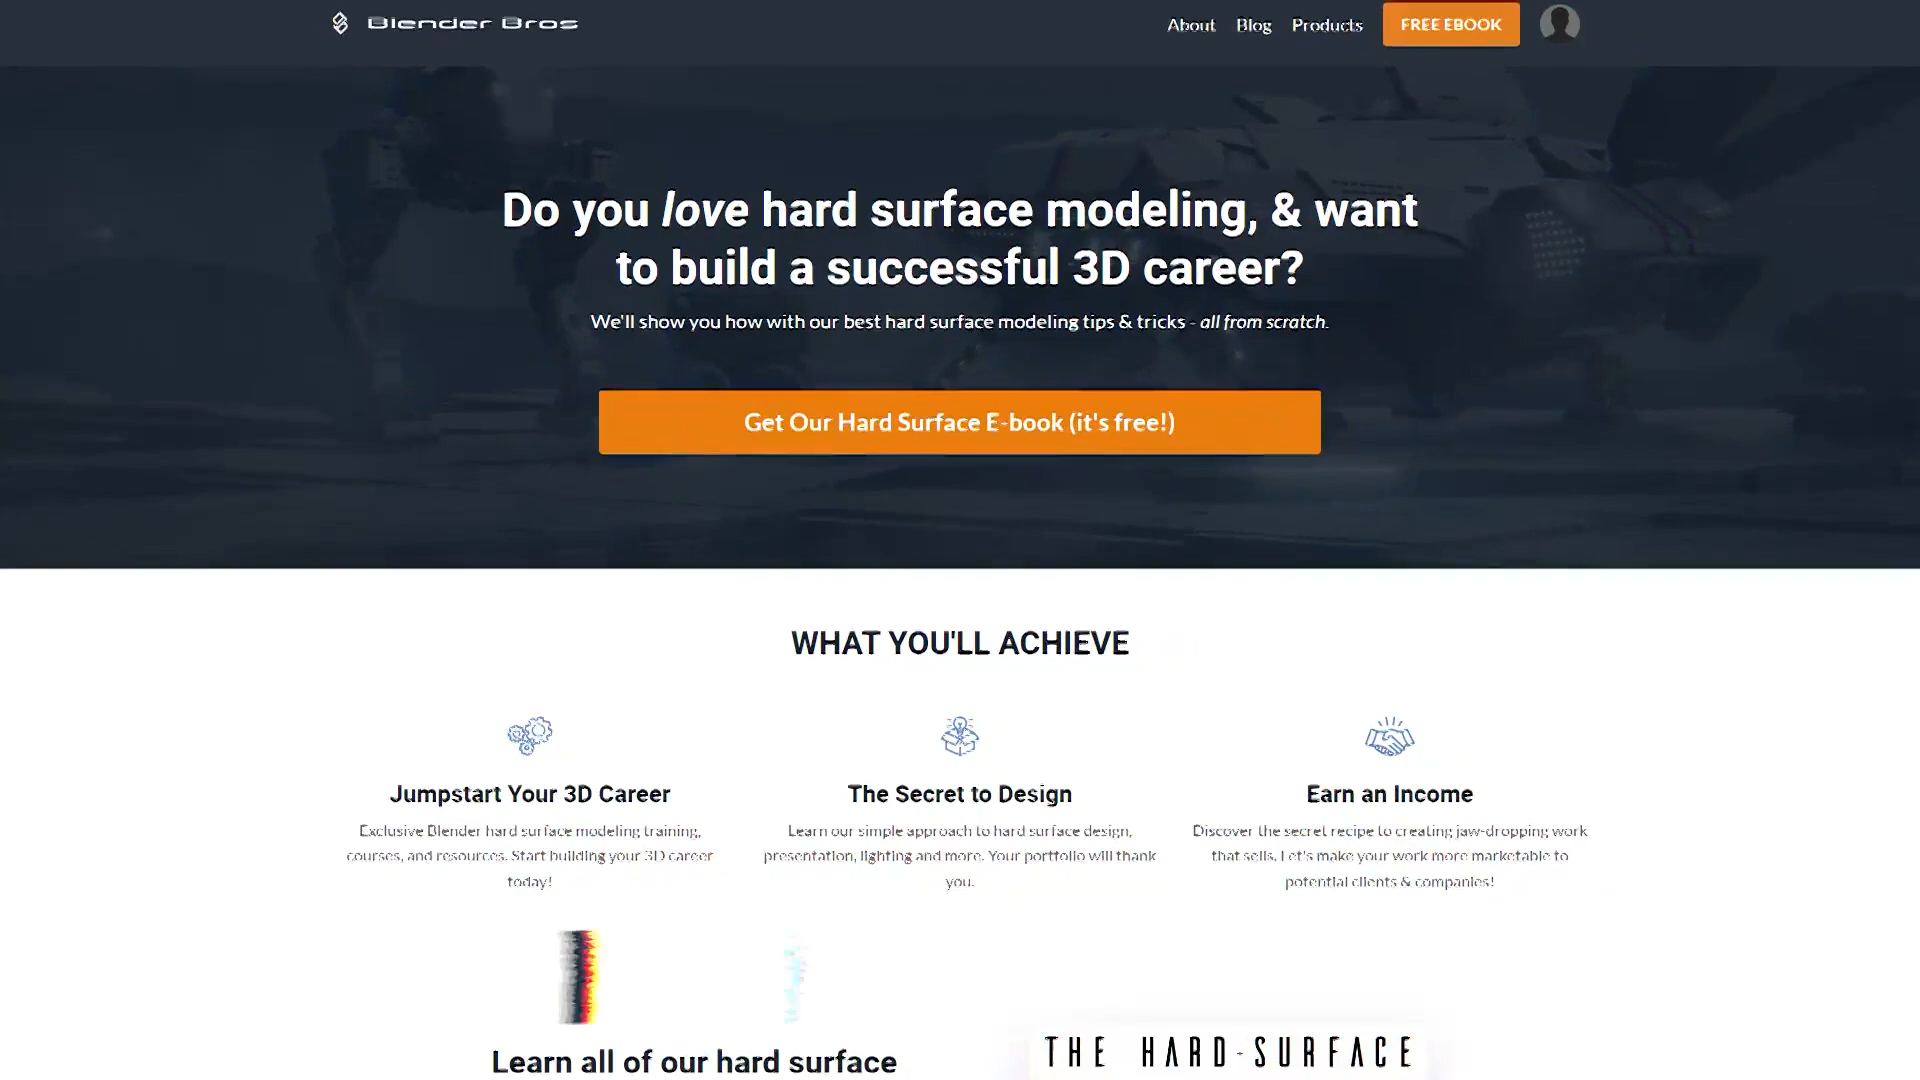 Blender Bros
About Blog Products FREE EBOOK
Do you love hard surface modeling, & want
to build a successful 3D career?
We'll show you how with our best hard surface modeling tips & tricks - all from scratch.
Get Our Hard Surface E-book (it's free!)
WHAT YOU'LL ACHIEVE
Jumpstart Your 3D Career
Exclusive Blender hard surface modeling training,
courses, and resources. Start building your 3D career
today!
The Secret to Design
Learn our simple approach to hard surface design,
presentation, lighting and more. Your portfolio will thank
you.
Earn an Income
Discover the secret recipe to creating jaw-dropping work
that sells. Let's make your work more marketable to
potential clients & companies!
Learn all of our hard surface
THE HARD-SURFACE